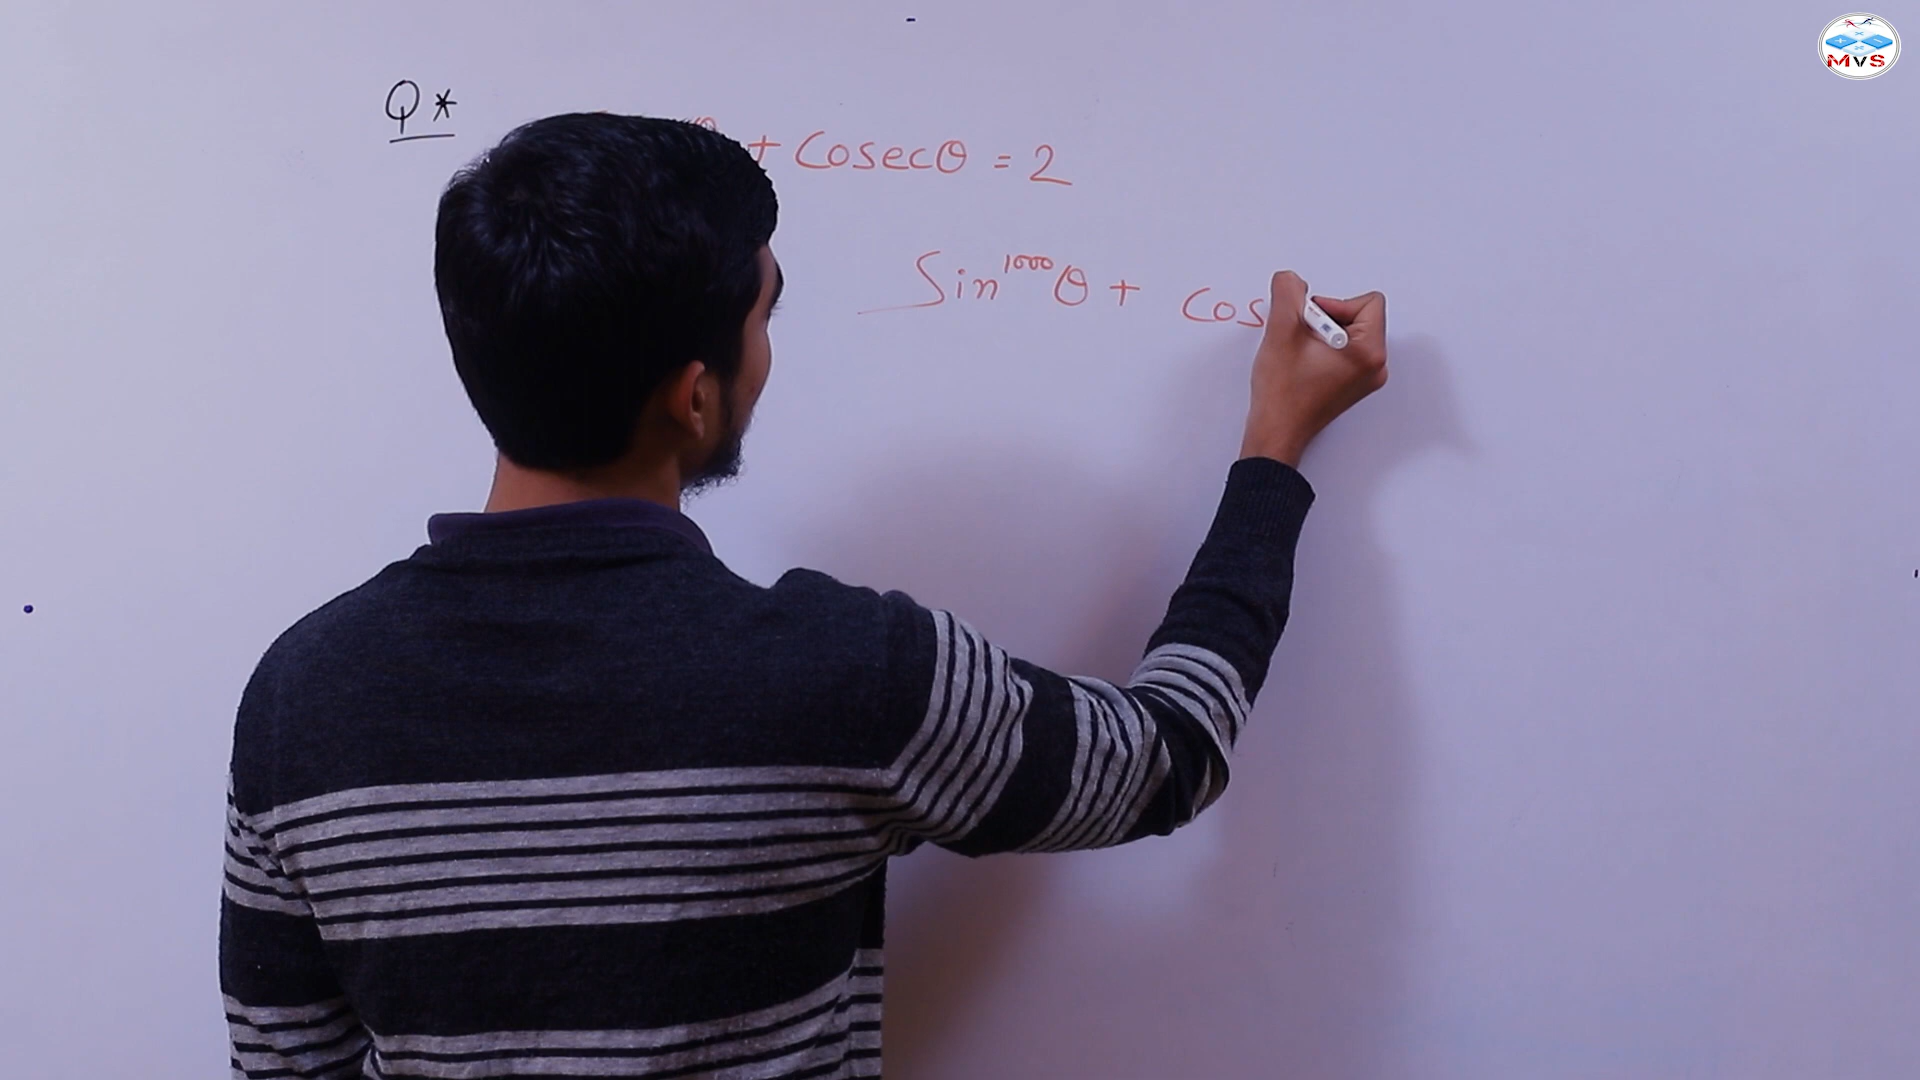 Q *
θ + Cosecθ = 2
Sin¹⁰⁰⁰θ + Cos
MVS